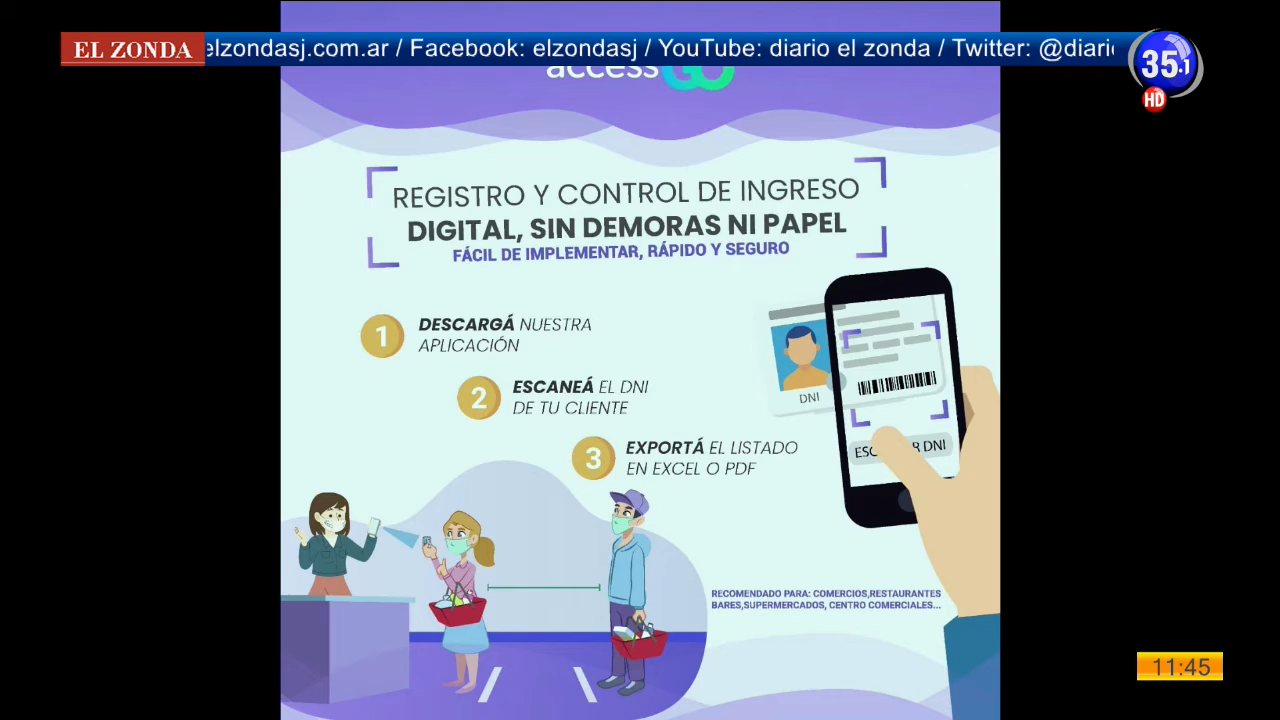 EL ZONDA
elzondasj.com.ar / Facebook: elzondasj / YouTube: diario el zonda / Twitter: @diari
35.1
HD
accessGO
REGISTRO Y CONTROL DE INGRESO
DIGITAL, SIN DEMORAS NI PAPEL
FÁCIL DE IMPLEMENTAR, RÁPIDO Y SEGURO
1
DESCARGÁ NUESTRA
APLICACIÓN
2
ESCANEÁ EL DNI
DE TU CLIENTE
3
EXPORTÁ EL LISTADO
EN EXCEL O PDF
DNI
ESC R DNI
RECOMENDADO PARA: COMERCIOS,RESTAURANTES
BARES,SUPERMERCADOS, CENTRO COMERCIALES...
11:45